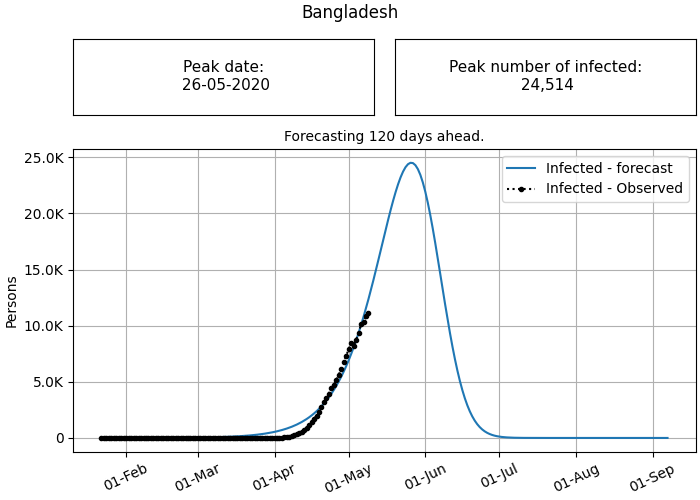 Bangladesh
Peak date:
26-05-2020
Peak number of infected:
24,514
Forecasting 120 days ahead.
Infected - forecast
Infected - Observed
Persons
25.0K
20.0K
15.0K
10.0K
5.0K
0
01-Feb
01-Mar
01-Apr
01-May
01-Jun
01-Jul
01-Aug
01-Sep